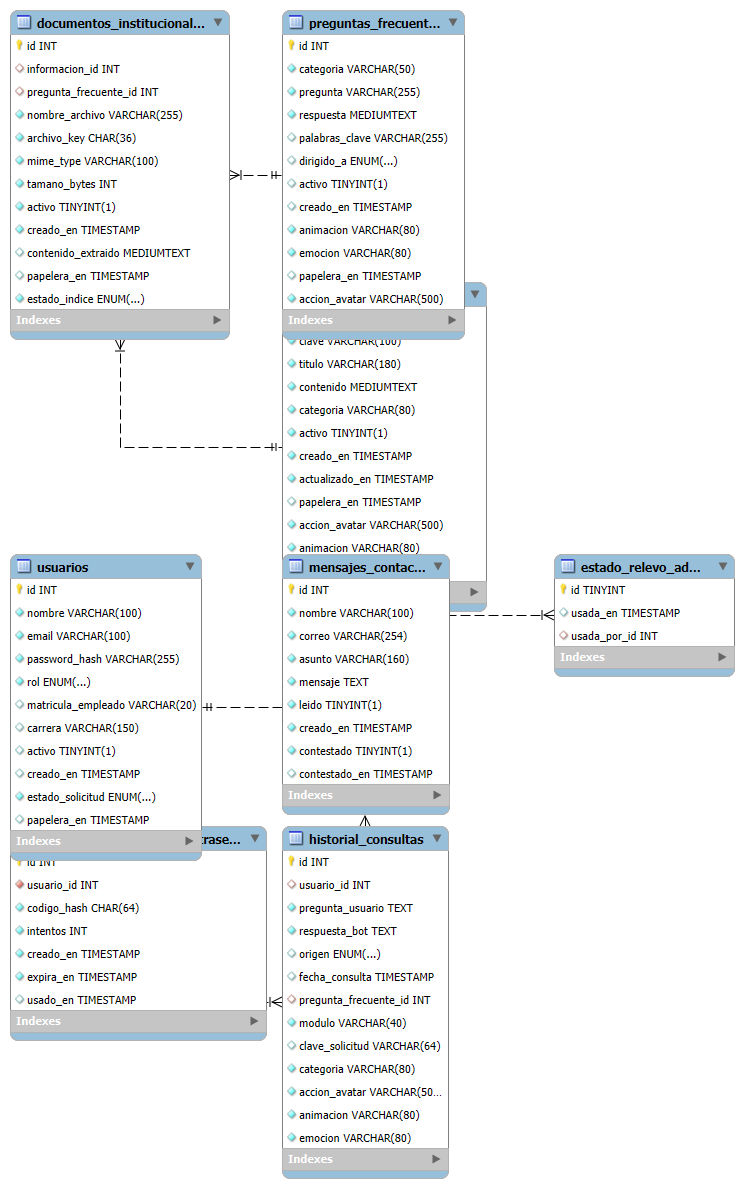 documentos_institucional...
id INT
informacion_id INT
pregunta_frecuente_id INT
nombre_archivo VARCHAR(255)
archivo_key CHAR(36)
mime_type VARCHAR(100)
tamano_bytes INT
activo TINYINT(1)
creado_en TIMESTAMP
contenido_extraido MEDIUMTEXT
papelera_en TIMESTAMP
estado_indice ENUM(...)
Indexes
preguntas_frecuent...
id INT
categoria VARCHAR(50)
pregunta VARCHAR(255)
respuesta MEDIUMTEXT
palabras_clave VARCHAR(255)
dirigido_a ENUM(...)
activo TINYINT(1)
creado_en TIMESTAMP
animacion VARCHAR(80)
emocion VARCHAR(80)
papelera_en TIMESTAMP
accion_avatar VARCHAR(500)
Indexes
clave VARCHAR(100)
titulo VARCHAR(180)
contenido MEDIUMTEXT
categoria VARCHAR(80)
activo TINYINT(1)
creado_en TIMESTAMP
actualizado_en TIMESTAMP
papelera_en TIMESTAMP
accion_avatar VARCHAR(500)
animacion VARCHAR(80)
usuarios
id INT
nombre VARCHAR(100)
email VARCHAR(100)
password_hash VARCHAR(255)
rol ENUM(...)
matricula_empleado VARCHAR(20)
carrera VARCHAR(150)
activo TINYINT(1)
creado_en TIMESTAMP
estado_solicitud ENUM(...)
papelera_en TIMESTAMP
Indexes
mensajes_contac...
id INT
nombre VARCHAR(100)
correo VARCHAR(254)
asunto VARCHAR(160)
mensaje TEXT
leido TINYINT(1)
creado_en TIMESTAMP
contestado TINYINT(1)
contestado_en TIMESTAMP
Indexes
estado_relevo_ad...
id TINYINT
usada_en TIMESTAMP
usada_por_id INT
Indexes
trase...
id INT
usuario_id INT
codigo_hash CHAR(64)
intentos INT
creado_en TIMESTAMP
expira_en TIMESTAMP
usado_en TIMESTAMP
Indexes
historial_consultas
id INT
usuario_id INT
pregunta_usuario TEXT
respuesta_bot TEXT
origen ENUM(...)
fecha_consulta TIMESTAMP
pregunta_frecuente_id INT
modulo VARCHAR(40)
clave_solicitud VARCHAR(64)
categoria VARCHAR(80)
accion_avatar VARCHAR(50...
animacion VARCHAR(80)
emocion VARCHAR(80)
Indexes